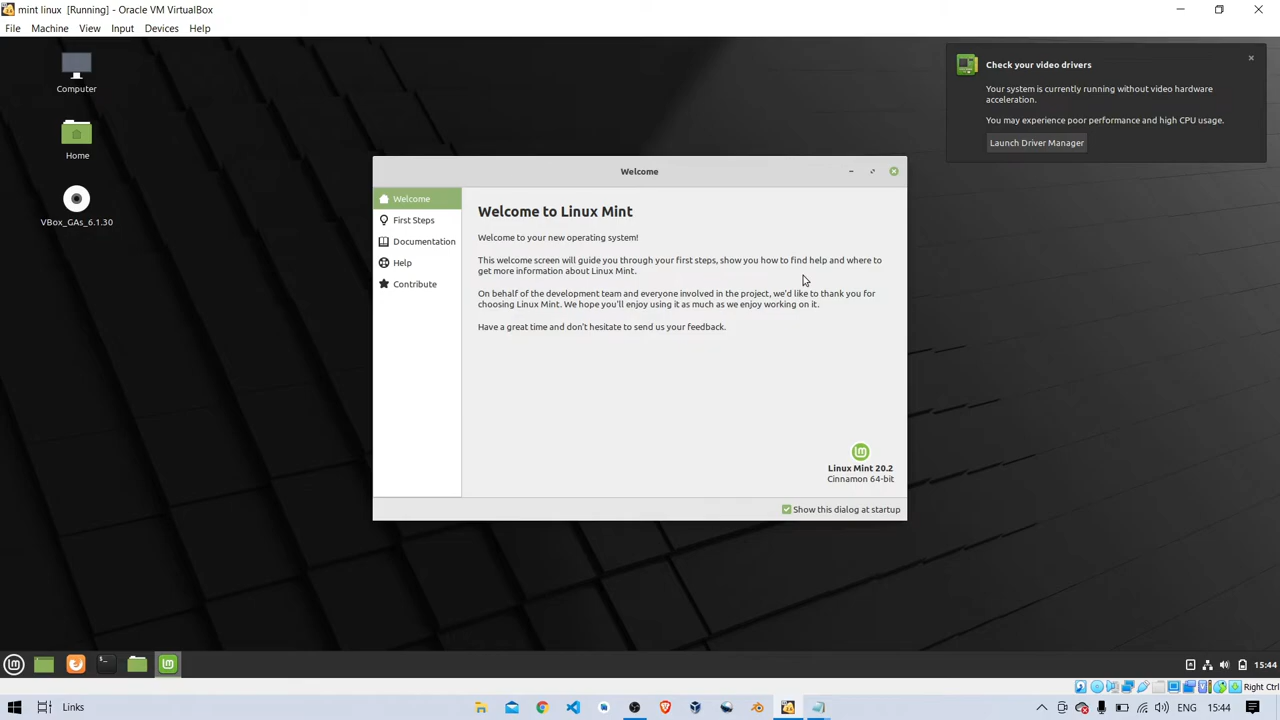 mint linux [Running] - Oracle VM VirtualBox
File Machine View Input Devices Help
Computer
Home
VBox_GAs_6.1.30
Check your video drivers
Your system is currently running without video hardware
acceleration.
You may experience poor performance and high CPU usage.
Launch Driver Manager
Welcome
Welcome
First Steps
Documentation
Help
Contribute
Welcome to Linux Mint
Welcome to your new operating system!
This welcome screen will guide you through your first steps, show you how to find help and where to
get more information about Linux Mint.
On behalf of the development team and everyone involved in the project, we'd like to thank you for
choosing Linux Mint. We hope you'll enjoy using it as much as we enjoy working on it.
Have a great time and don't hesitate to send us your feedback.
Linux Mint 20.2
Cinnamon 64-bit
Show this dialog at startup
15:44
Right Ctrl
Links
ENG 15:44